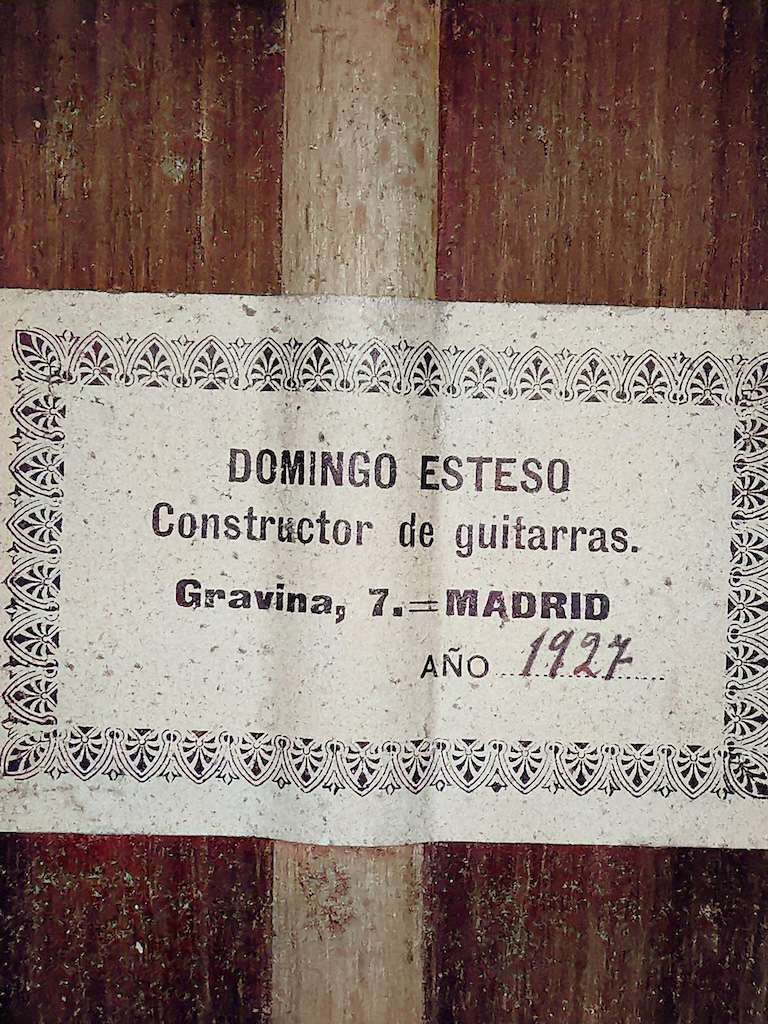 DOMINGO ESTESO
Constructor de guitarras.
Gravina, 7.=MADRID
AÑO 1927